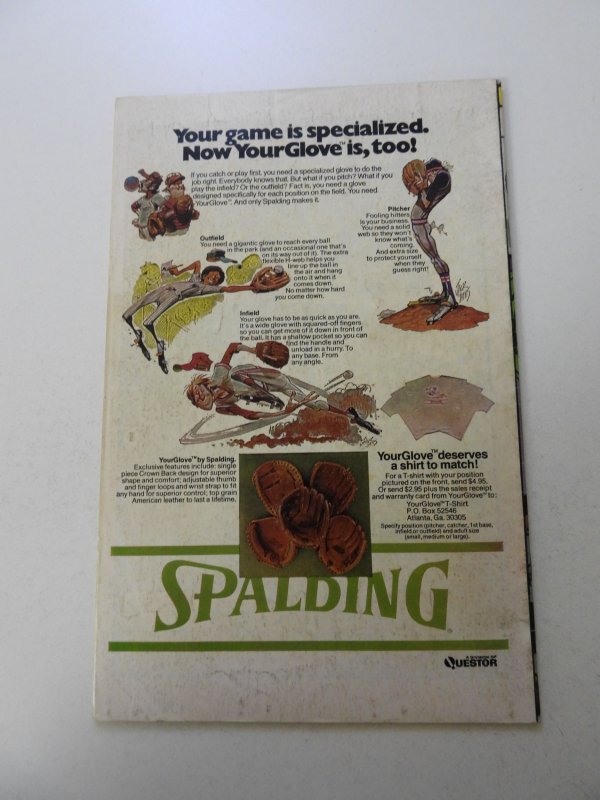 Your game is specialized.
Now YourGlove™ is, too!
If you catch or play first, you need a specialized glove to do the
job right. Everybody knows that. But what if you pitch? What if you
play the infield? Or the outfield? Fact is, you need a glove
designed specifically for each position on the field. You need
YourGlove™. And only Spalding makes it.
Outfield
You need a gigantic glove to reach every ball
in the park (and an occasional one that's
on its way out of it). The extra
flexible H-web helps you
line up the ball in
the air and hang
onto it when it
comes down.
No matter how hard
you come down.
Pitcher
Fooling hitters
is your business.
You need a solid
web so they won't
know what's
coming.
And extra size
to protect yourself
when they
guess right!
Infield
Your glove has to be as quick as you are.
It's a wide glove with squared-off fingers
so you can get more of it down in front of
the ball. It has a shallow pocket so you can
find the handle and
unload in a hurry. To
any base. From
any angle.
YourGlove™ by Spalding.
Exclusive features include: single
piece Crown Back design for superior
shape and comfort; adjustable thumb
and finger loops and wrist strap to fit
any hand for superior control; top grain
American leather to last a lifetime.
YourGlove™ deserves
a shirt to match!
For a T-shirt with your position
pictured on the front, send $4.95.
Or send $2.95 plus the sales receipt
and warranty card from YourGlove™ to:
YourGlove™ T-Shirt
P.O. Box 52546
Atlanta, Ga. 30305
Specify position (pitcher, catcher, 1st base,
infield or outfield) and adult size
(small, medium or large).
SPALDING®
A DIVISION OF
QUESTOR